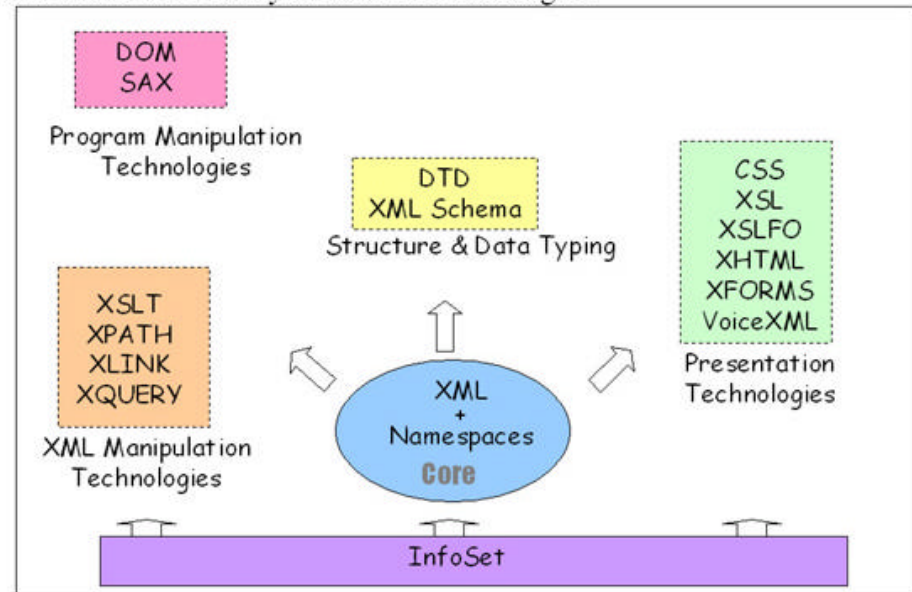 DOM
SAX
Program Manipulation
Technologies
DTD
XML Schema
Structure & Data Typing
CSS
XSL
XSLFO
XHTML
XFORMS
VoiceXML
Presentation
Technologies
XSLT
XPATH
XLINK
XQUERY
XML Manipulation
Technologies
XML
+
Namespaces
Core
InfoSet